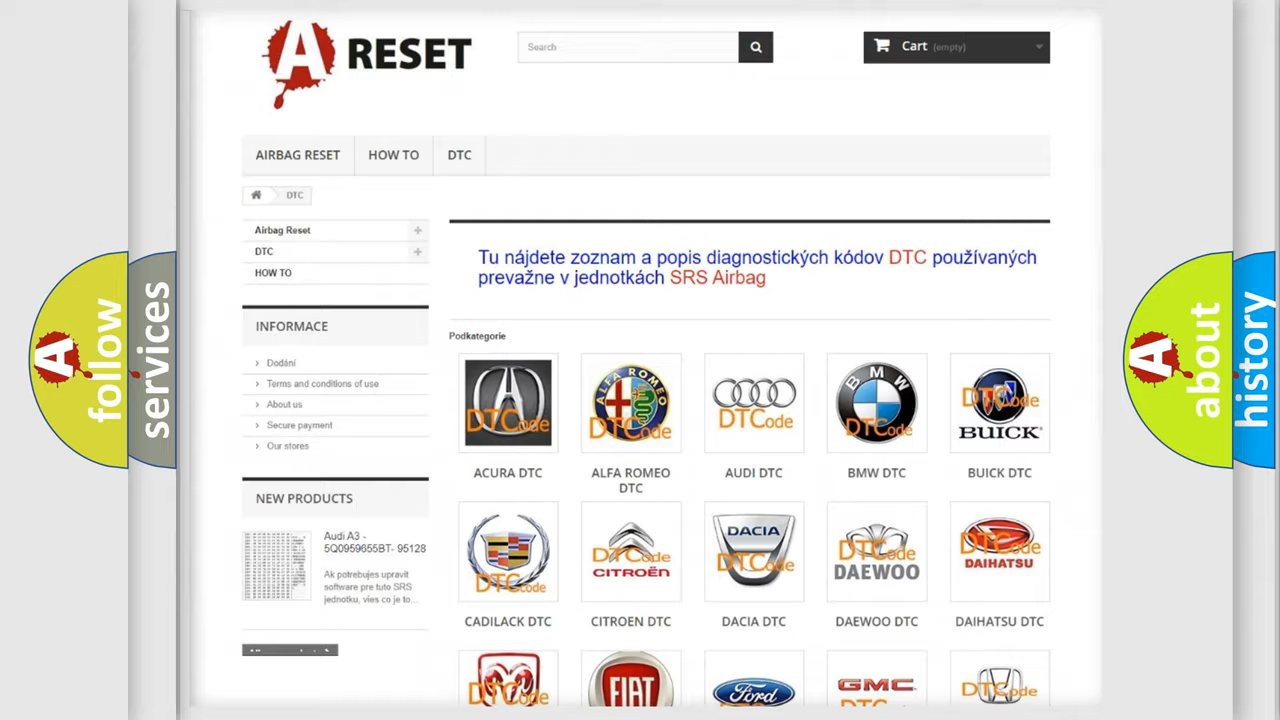 A RESET
Search
Cart (empty)
AIRBAG RESET
HOW TO
DTC
DTC
Airbag Reset
DTC
HOW TO
INFORMACE
Dodání
Terms and conditions of use
About us
Secure payment
Our stores
NEW PRODUCTS
Audi A3 -
5Q0959655BT- 95128
Ak potrebujes upravit
software pre tuto SRS
jednotku, vies co je to...
Tu nájdete zoznam a popis diagnostických kódov DTC používaných
prevažne v jednotkách SRS Airbag
Podkategorie
DTCode
ALFA ROMEO
DTCode
DTCode
BMW
DTCode
DTCode
BUICK
ACURA DTC
ALFA ROMEO
DTC
AUDI DTC
BMW DTC
BUICK DTC
DTCode
DTCode
CITROËN
DACIA
DTCode
DTCode
DAEWOO
DTCode
DAIHATSU
CADILACK DTC
CITROEN DTC
DACIA DTC
DAEWOO DTC
DAIHATSU DTC
DTCode
FIAT
Ford
GMC
DTCode
A follow
services
A about
history